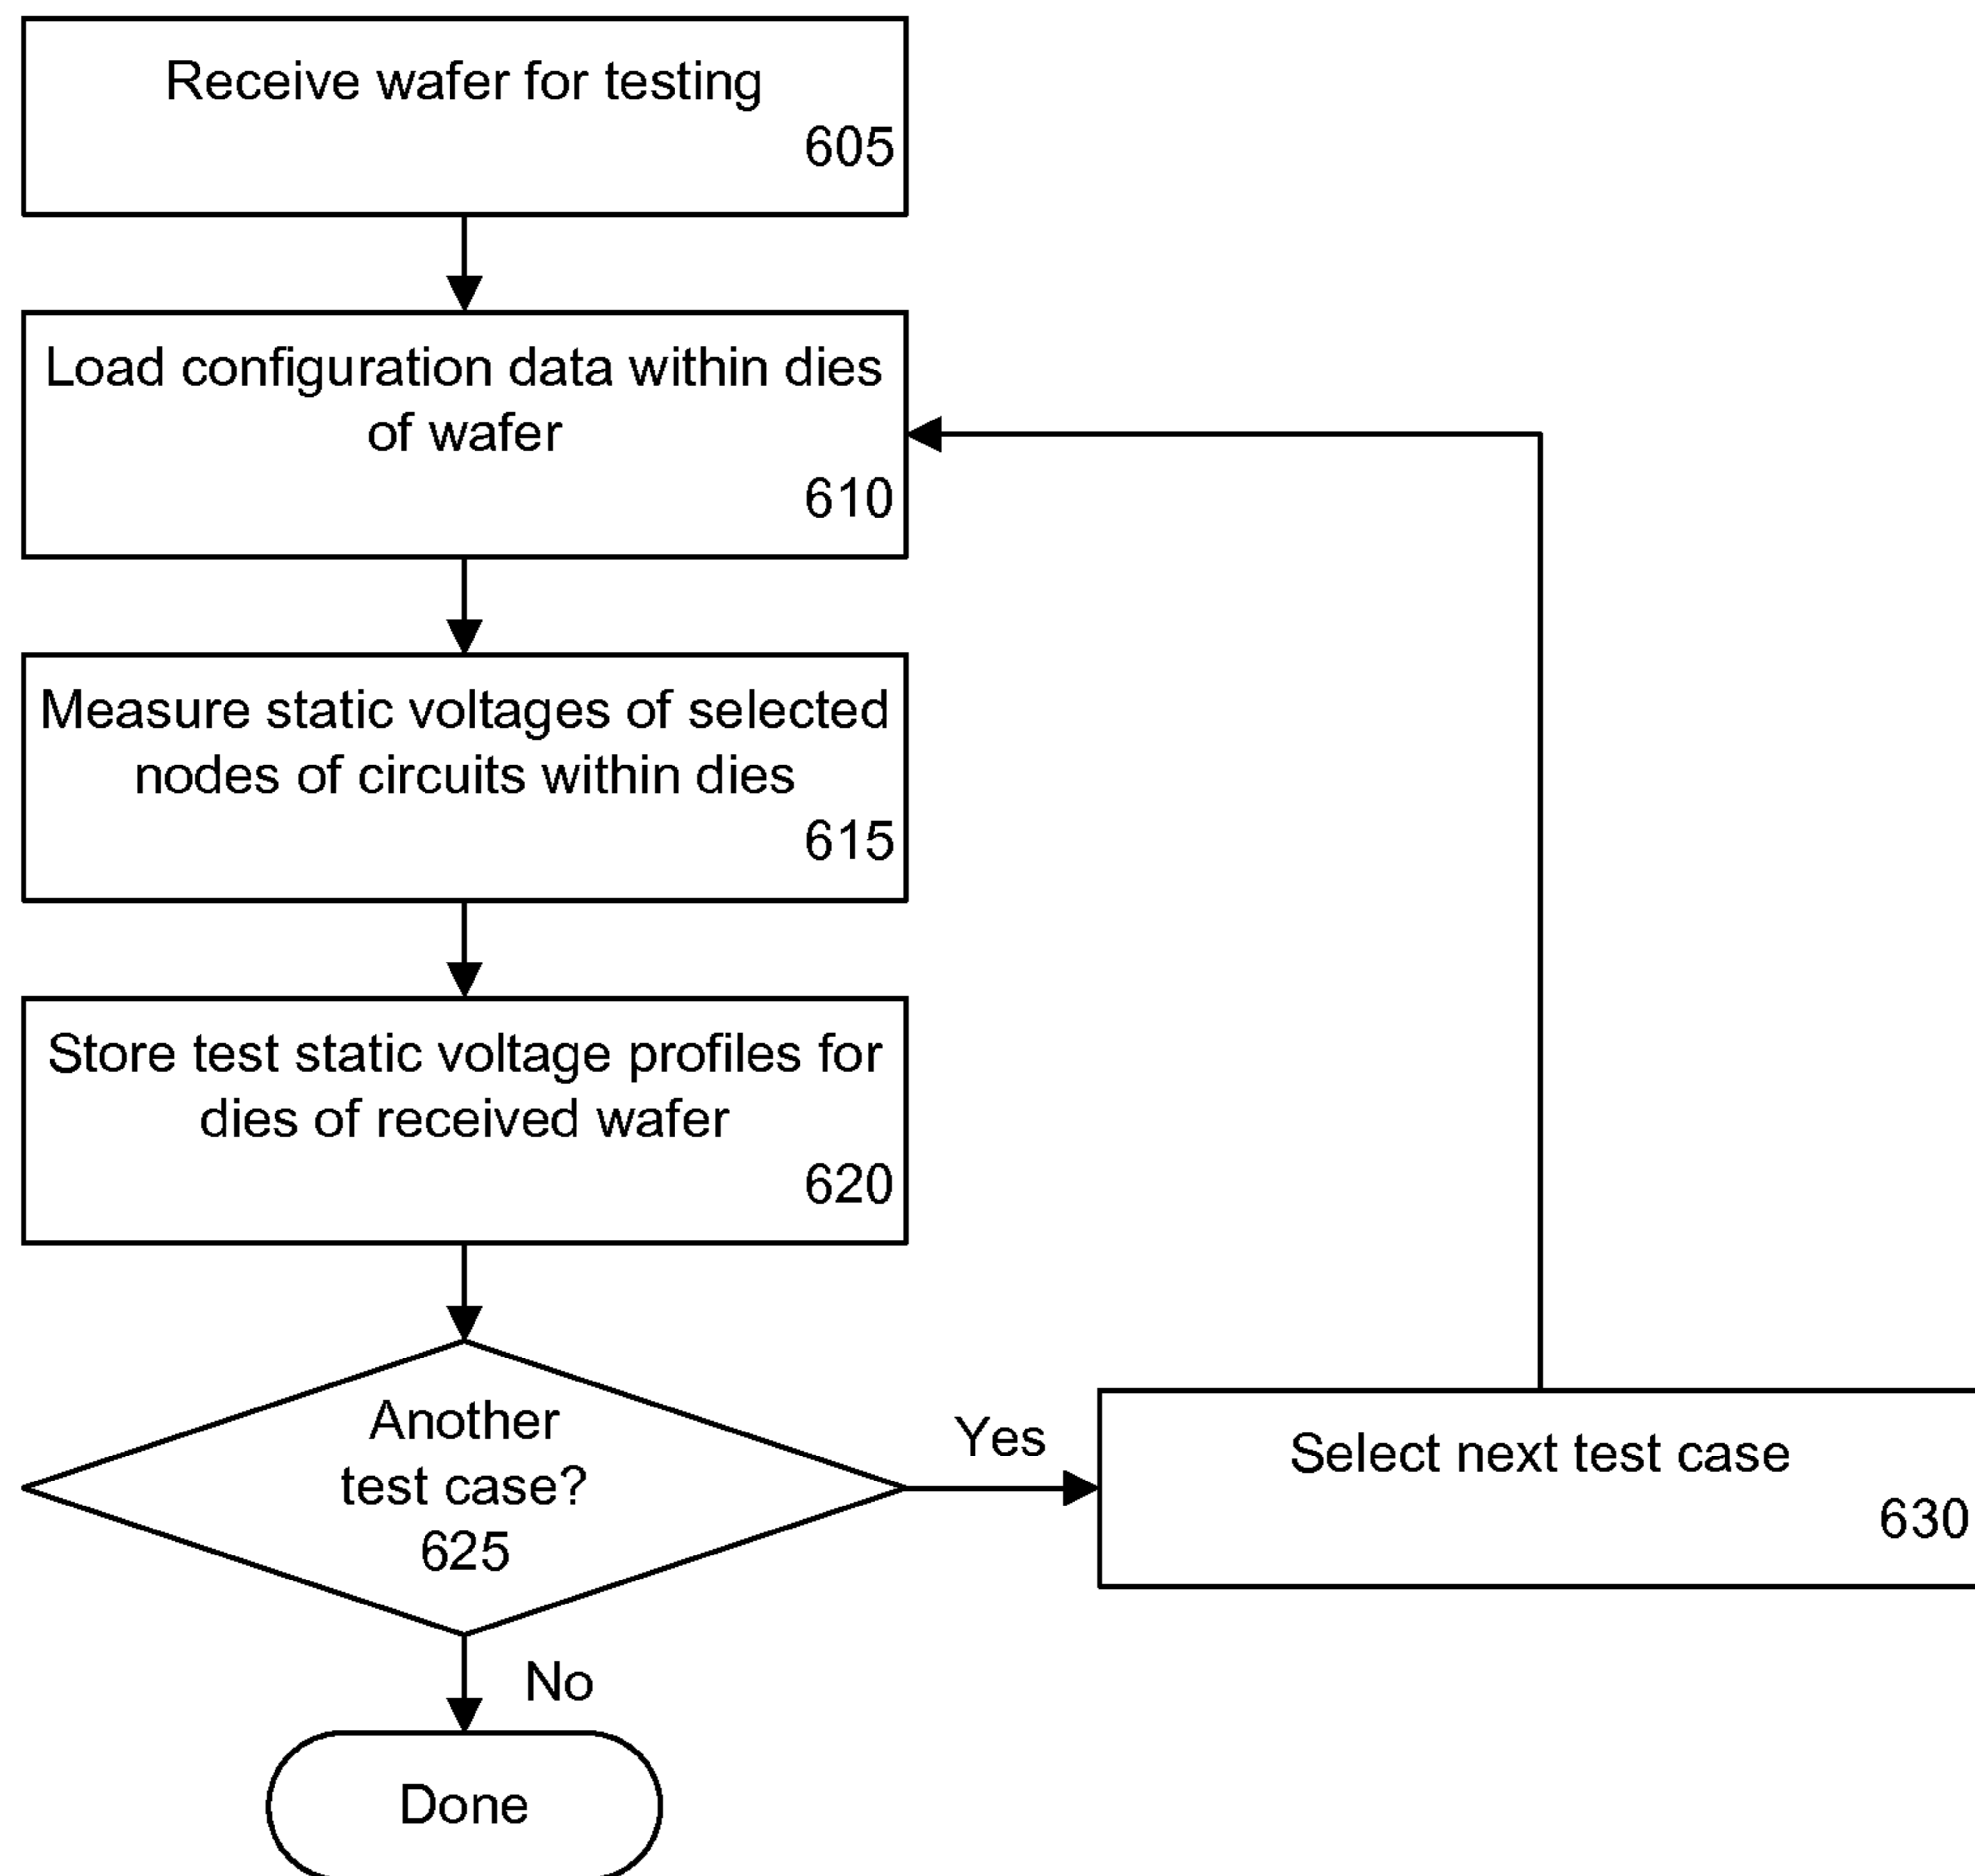 Receive wafer for testing
605
Load configuration data within dies
of wafer
610
Measure static voltages of selected
nodes of circuits within dies
615
Store test static voltage profiles for
dies of received wafer
620
Another
test case?
625
Yes
Select next test case
630
No
Done